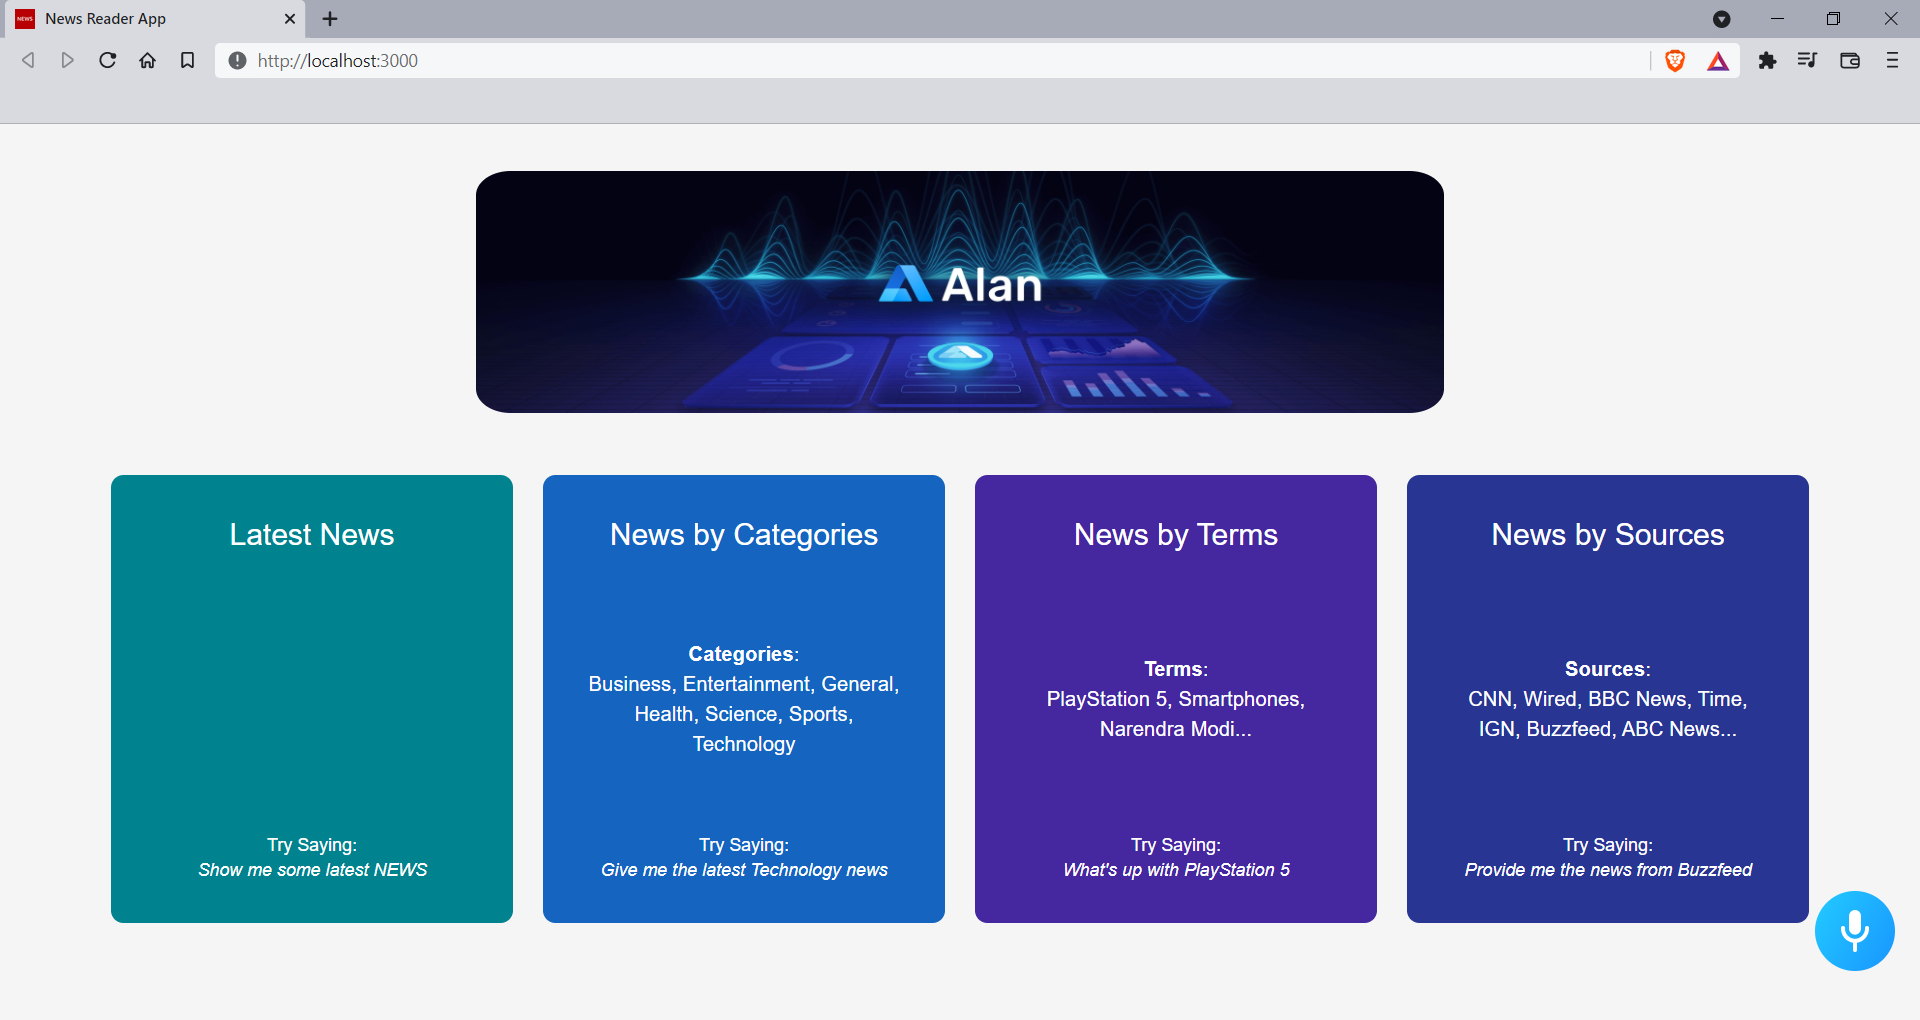 NEWS
News Reader App
http://localhost:3000
Alan
Latest News
Try Saying:
Show me some latest NEWS
News by Categories
Categories:
Business, Entertainment, General,
Health, Science, Sports,
Technology
Try Saying:
Give me the latest Technology news
News by Terms
Terms:
PlayStation 5, Smartphones,
Narendra Modi...
Try Saying:
What's up with PlayStation 5
News by Sources
Sources:
CNN, Wired, BBC News, Time,
IGN, Buzzfeed, ABC News...
Try Saying:
Provide me the news from Buzzfeed